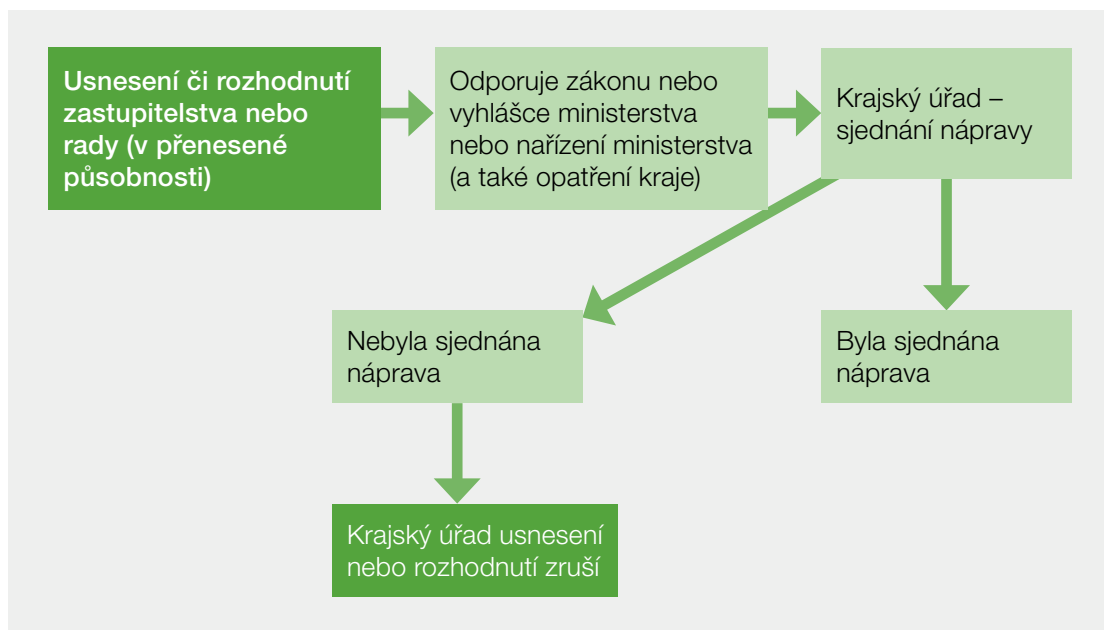 Usnesení či rozhodnutí
zastupitelstva nebo
rady (v přenesené
působnosti)
Odporuje zákonu nebo
vyhlášce ministerstva
nebo nařízení ministerstva
(a také opatření kraje)
Krajský úřad –
sjednání nápravy
Nebyla sjednána
náprava
Byla sjednána
náprava
Krajský úřad usnesení
nebo rozhodnutí zruší